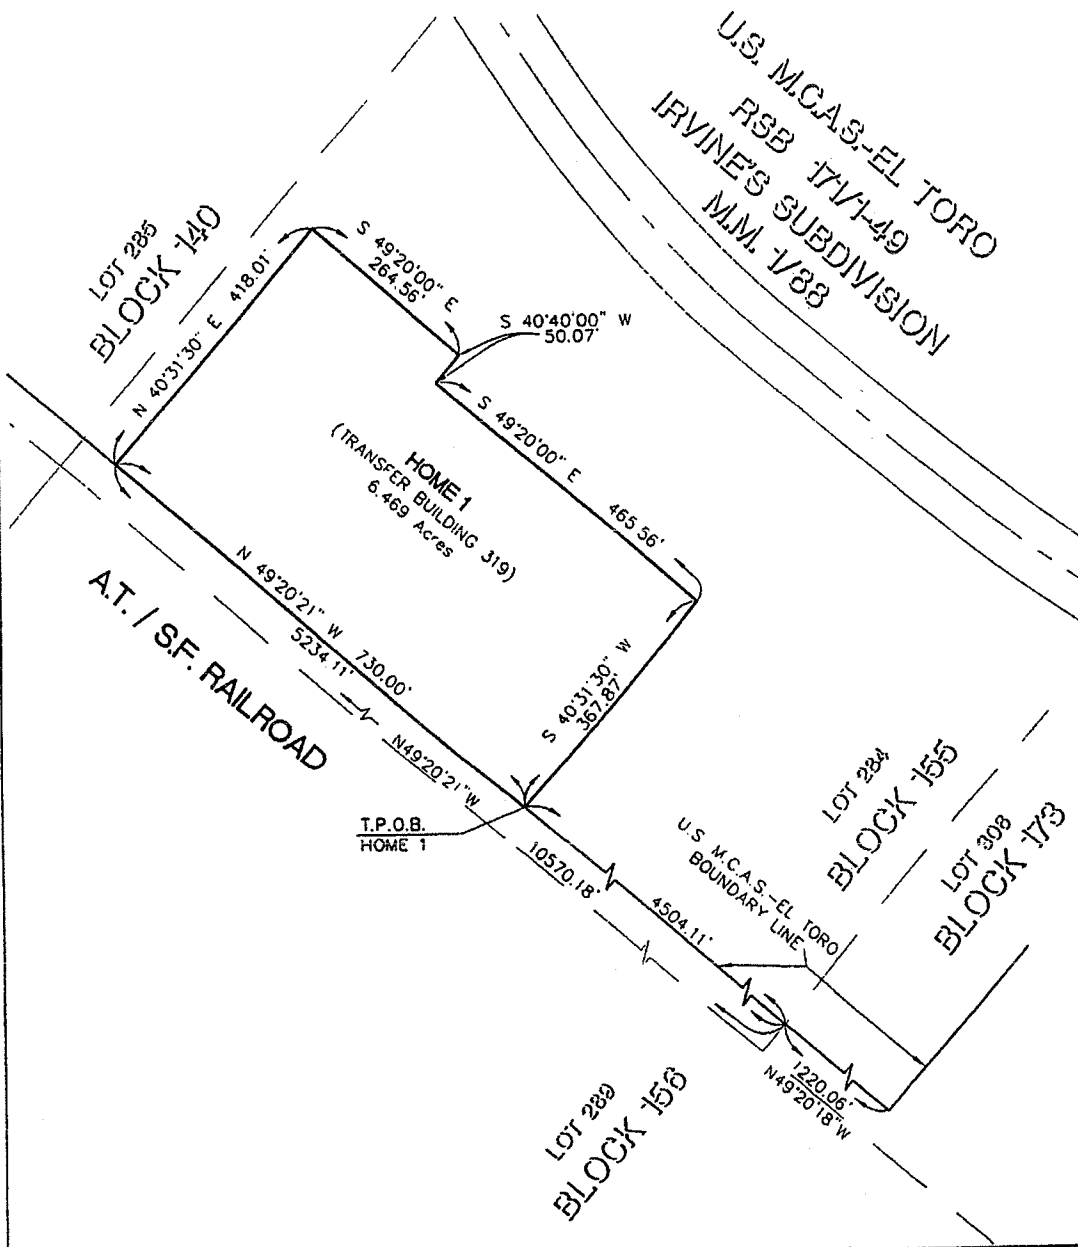 U.S. M.C.A.S.-EL TORO
RSB 171/1-49
IRVINE'S SUBDIVISION
M.M. 1/88
LOT 285
BLOCK 140
N 40°31'30" E 418.01'
S 49°20'00" E
264.56'
S 40°40'00" W
50.07'
S 49°20'00" E 465.56'
HOME 1
(TRANSFER BUILDING 319)
6.469 Acres
N 49°20'21" W 730.00'
5234.11'
A.T. / S.F. RAILROAD
S 40°31'30" W
367.87'
N49°20'21"W
10570.18'
T.P.O.B.
HOME 1
4504.11'
U.S M.C.A.S.-EL TORO
BOUNDARY LINE
LOT 284
BLOCK 155
LOT 308
BLOCK 173
1220.06'
N49°20'18"W
LOT 289
BLOCK 156